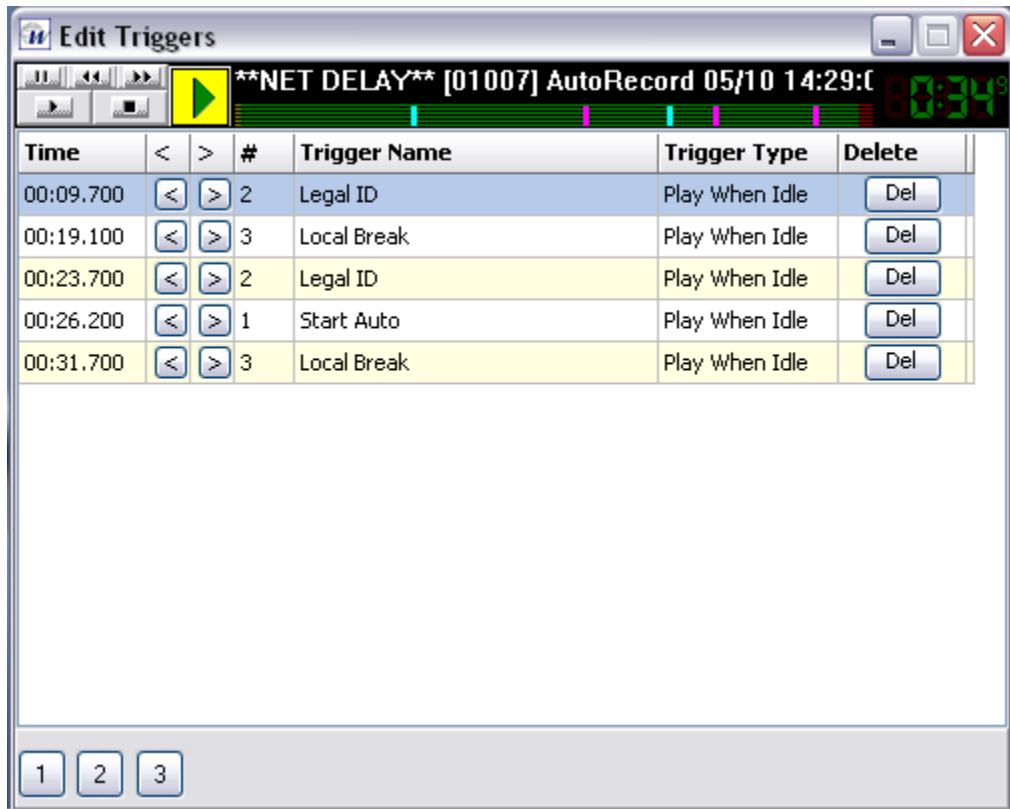 Edit Triggers
**NET DELAY** [01007] AutoRecord 05/10 14:29:0
0:34 9
Time < > # Trigger Name Trigger Type Delete
00:09.700 < > 2 Legal ID Play When Idle Del
00:19.100 < > 3 Local Break Play When Idle Del
00:23.700 < > 2 Legal ID Play When Idle Del
00:26.200 < > 1 Start Auto Play When Idle Del
00:31.700 < > 3 Local Break Play When Idle Del
1 2 3